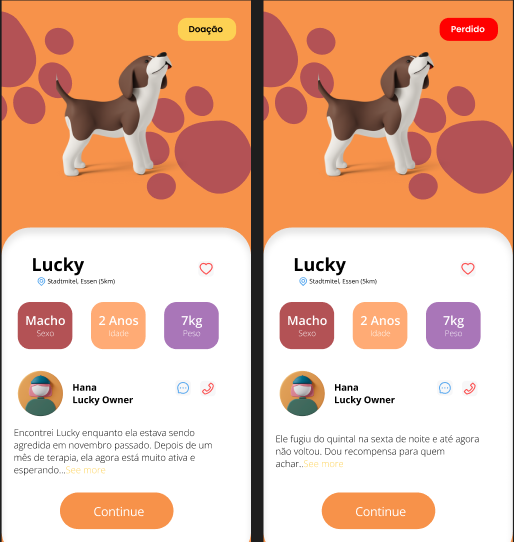 Doação
Lucky
Stadtmitel, Essen (5km)
Macho
Sexo
2 Anos
Idade
7kg
Peso
Hana
Lucky Owner
Encontrei Lucky enquanto ela estava sendo
agredida em novembro passado. Depois de um
mês de terapia, ela agora está muito ativa e
esperando...See more
Continue
Perdido
Lucky
Stadtmitel, Essen (5km)
Macho
Sexo
2 Anos
Idade
7kg
Peso
Hana
Lucky Owner
Ele fugiu do quintal na sexta de noite e até agora
não voltou. Dou recompensa para quem
achar..See more
Continue